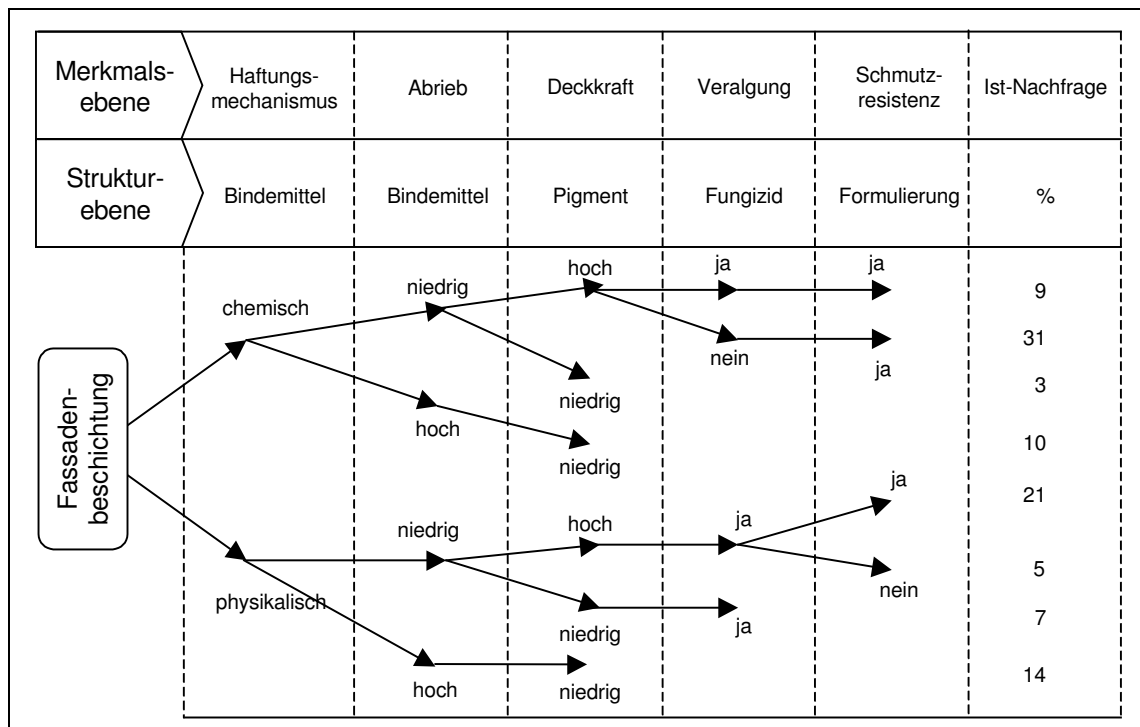 Merkmals-
ebene
Haftungs-
mechanismus
Abrieb
Deckkraft
Veralgung
Schmutz-
resistenz
Ist-Nachfrage
Struktur-
ebene
Bindemittel
Bindemittel
Pigment
Fungizid
Formulierung
%
Fassaden-
beschichtung
chemisch
niedrig
hoch
ja
ja
9
nein
ja
31
niedrig
3
hoch
niedrig
10
physikalisch
niedrig
hoch
ja
ja
21
nein
5
niedrig
ja
7
hoch
niedrig
14